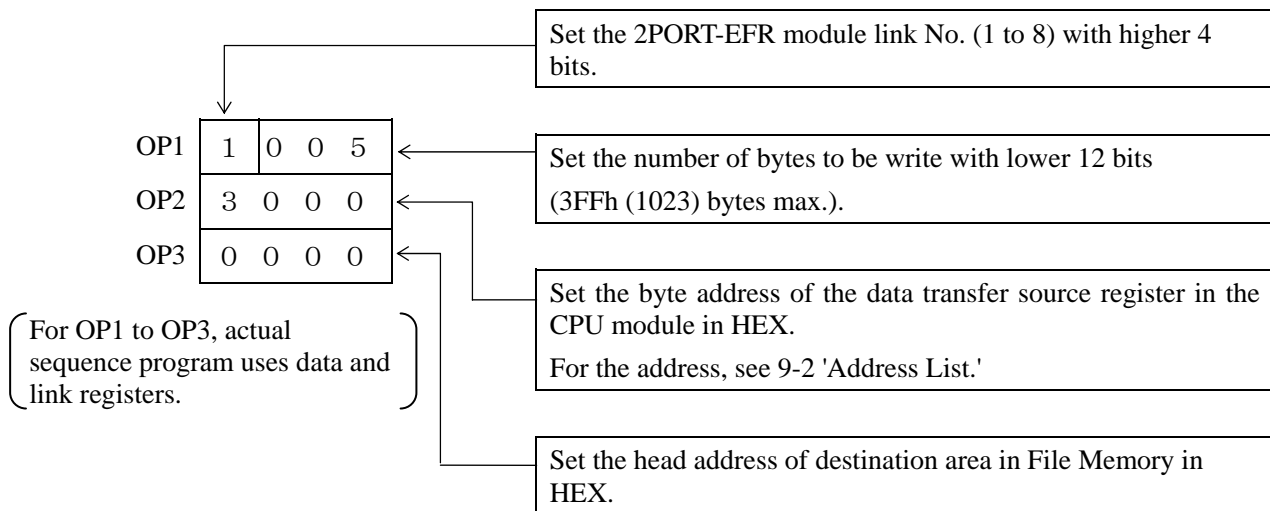 Set the 2PORT-EFR module link No. (1 to 8) with higher 4
bits.
OP1 1 0 0 5
Set the number of bytes to be write with lower 12 bits
(3FFh (1023) bytes max.).
OP2 3 0 0 0
OP3 0 0 0 0
Set the byte address of the data transfer source register in the
CPU module in HEX.
For the address, see 9-2 'Address List.'
For OP1 to OP3, actual
sequence program uses data and
link registers.
Set the head address of destination area in File Memory in
HEX.